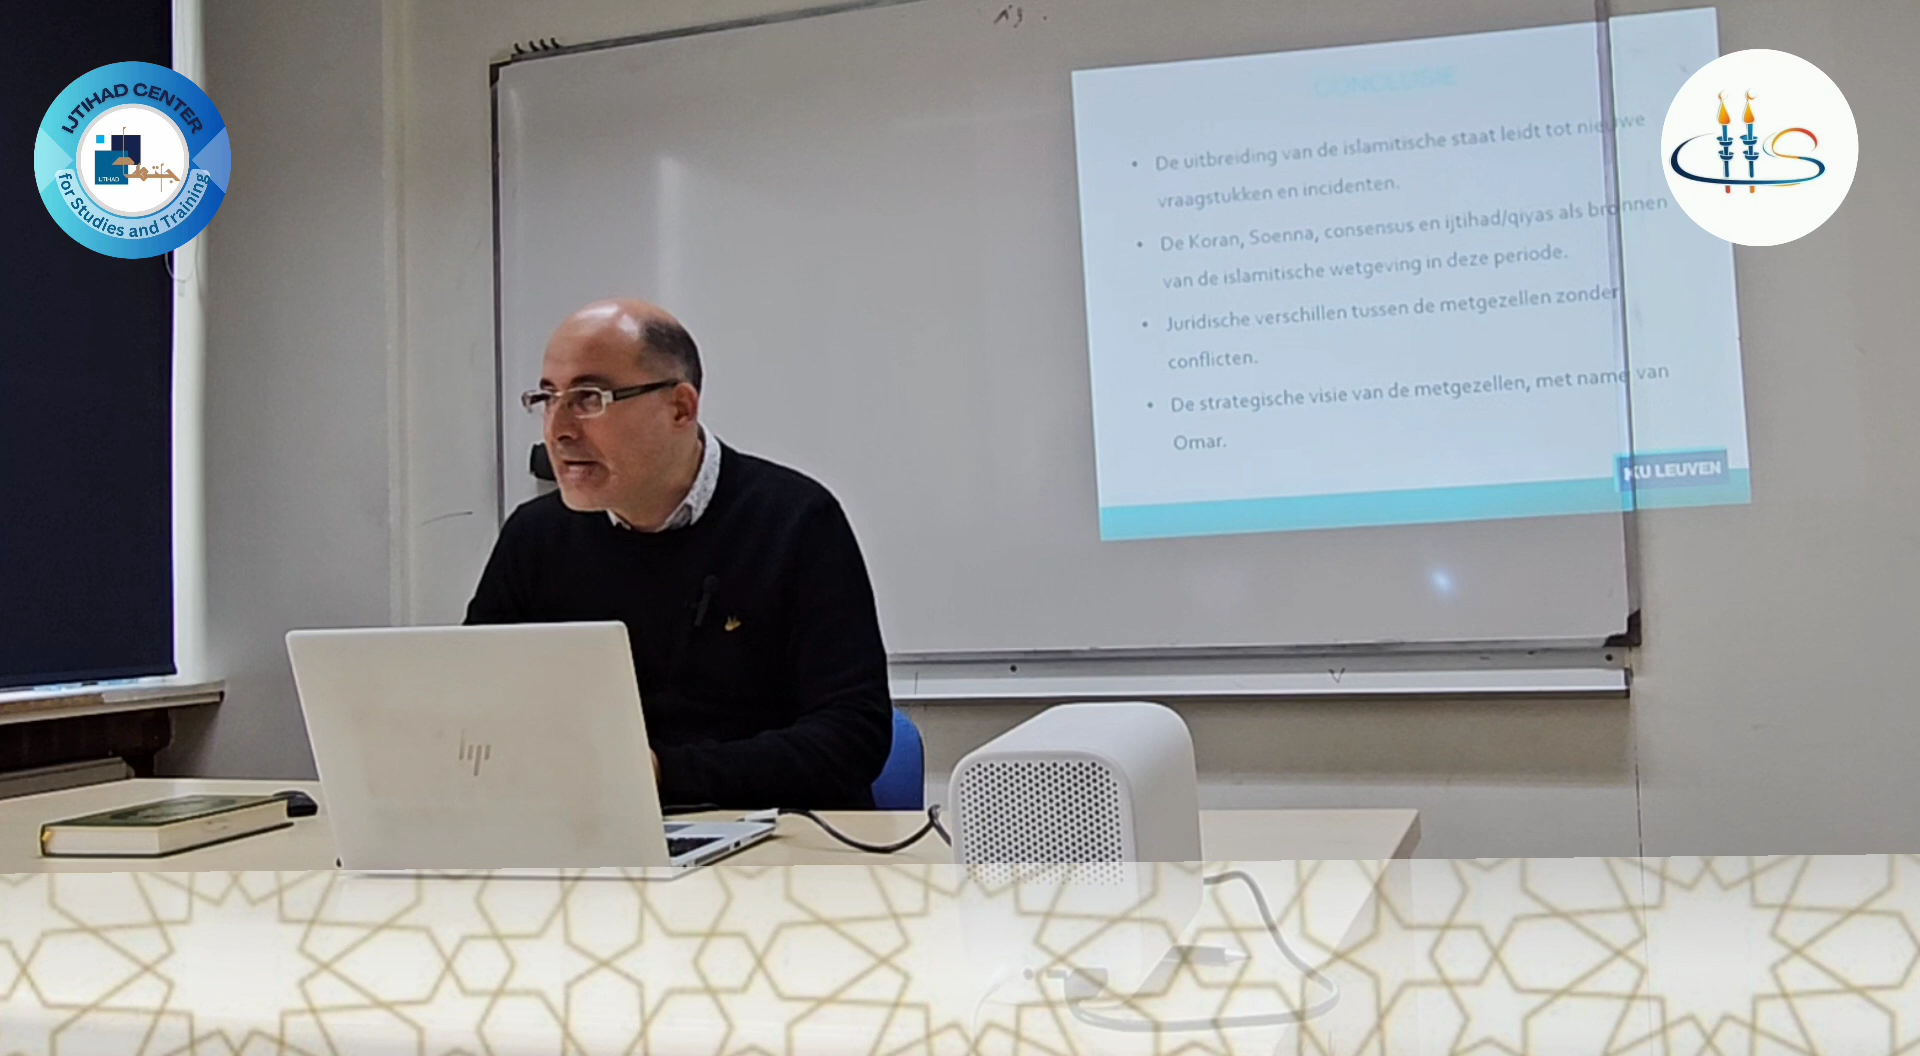 IJTIHAD CENTER
for Studies and Training
IJTIHAD
CONCLUSIE
• De uitbreiding van de islamitische staat leidt tot nieuwe
vraagstukken en incidenten.
• De Koran, Soenna, consensus en ijtihad/qiyas als bronnen
van de islamitische wetgeving in deze periode.
• Juridische verschillen tussen de metgezellen zonder
conflicten.
• De strategische visie van de metgezellen, met name van
Omar.
KU LEUVEN
hp